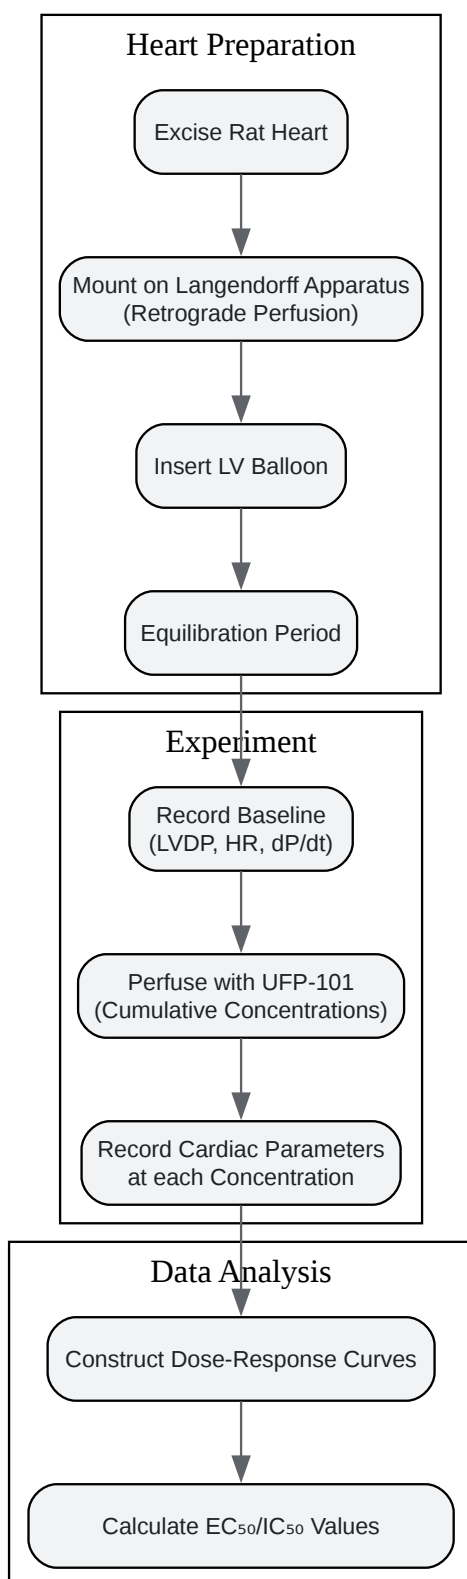 Heart Preparation
Excise Rat Heart
Mount on Langendorff Apparatus
(Retrograde Perfusion)
Insert LV Balloon
Equilibration Period
Experiment
Record Baseline
(LVDP, HR, dP/dt)
Perfuse with UFP-101
(Cumulative Concentrations)
Record Cardiac Parameters
at each Concentration
Data Analysis
Construct Dose-Response Curves
Calculate EC₅₀/IC₅₀ Values